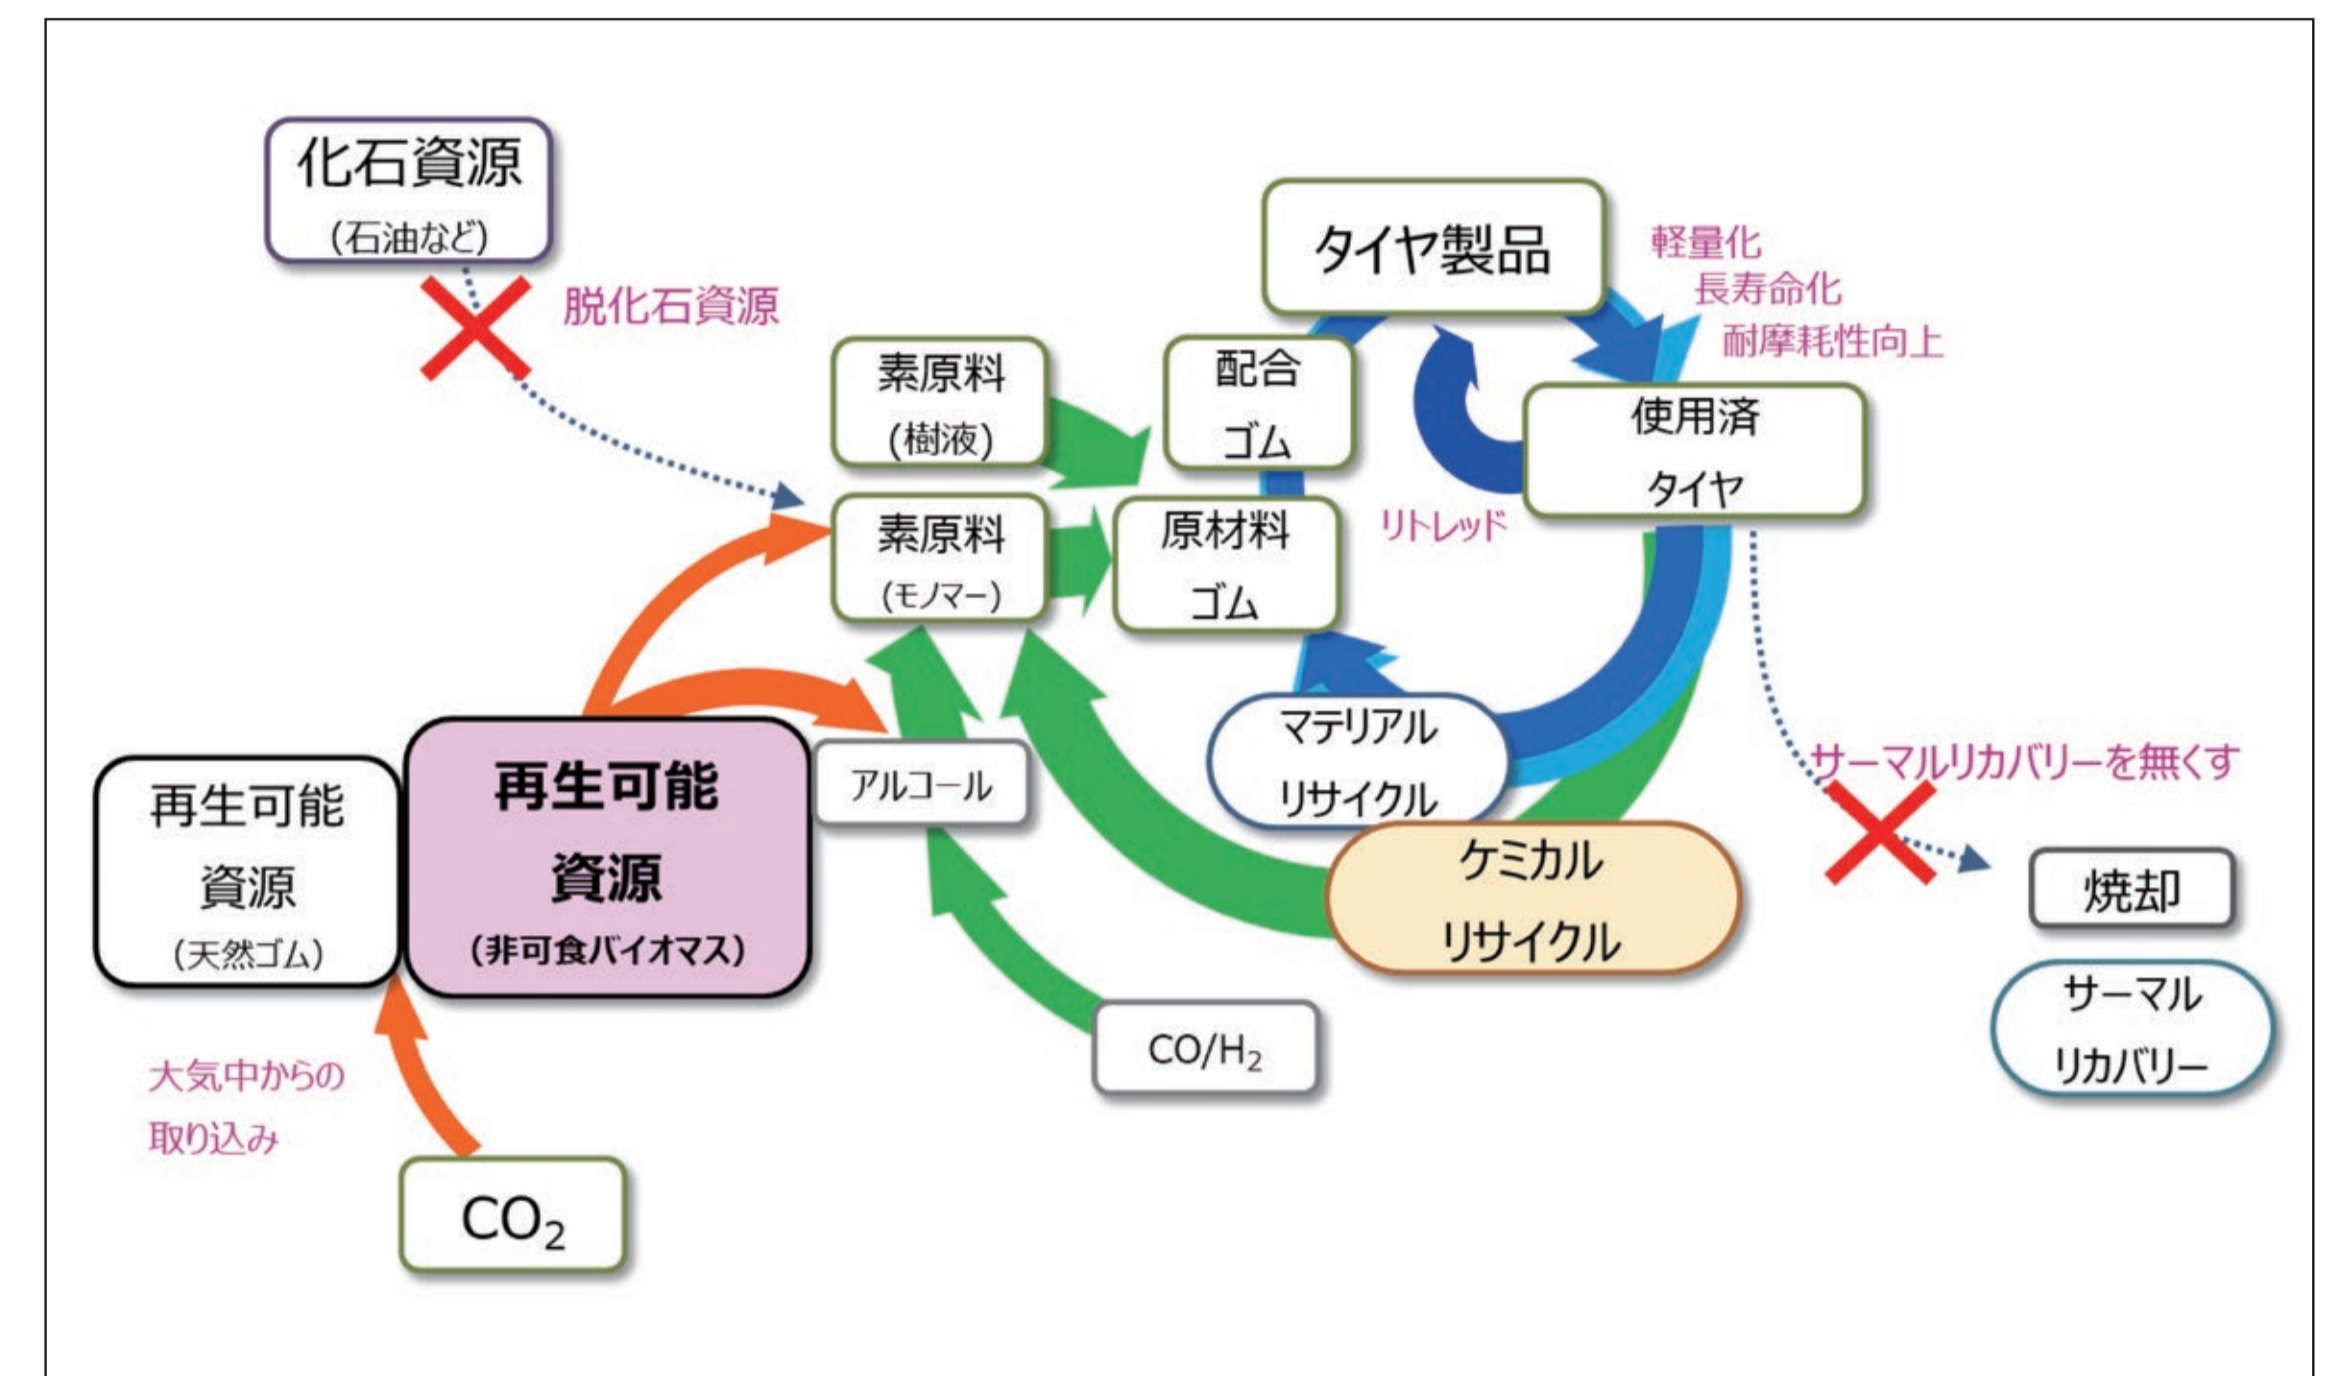 化石資源
(石油など)
脱化石資源
タイヤ製品
軽量化
長寿命化
耐摩耗性向上
素原料
(樹液)
配合
ゴム
使用済
タイヤ
リトレッド
素原料
(モノマー)
原材料
ゴム
再生可能
資源
(天然ゴム)
再生可能
資源
(非可食バイオマス)
アルコール
マテリアル
リサイクル
サーマルリカバリーを無くす
ケミカル
リサイクル
焼却
サーマル
リカバリー
CO/H₂
大気中からの
取り込み
CO₂